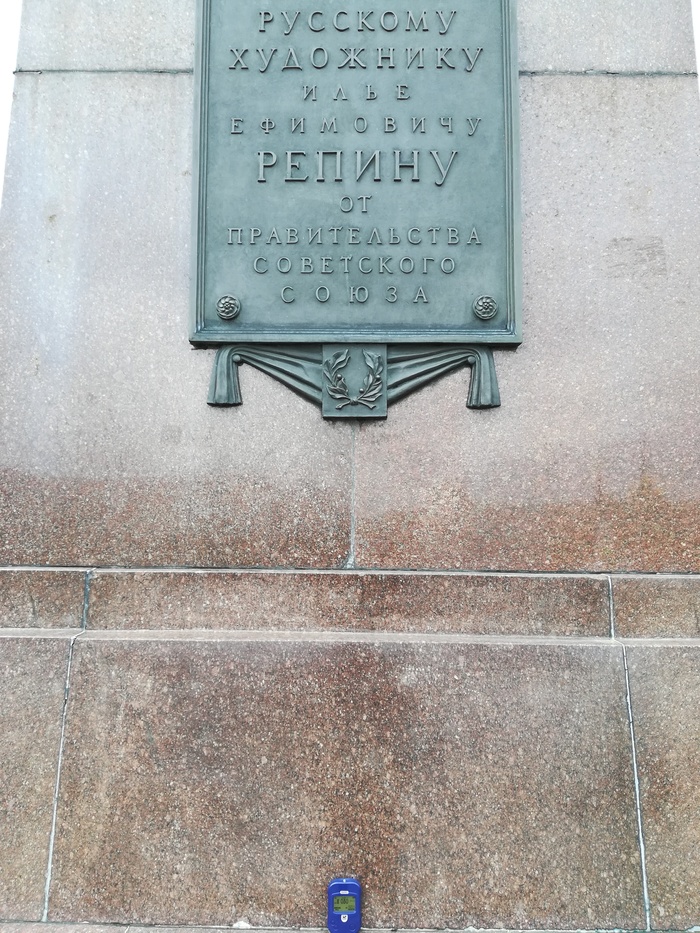 РУССКОМУ
ХУДОЖНИКУ
ИЛЬЕ
ЕФИМОВИЧУ
РЕПИНУ
ОТ
ПРАВИТЕЛЬСТВА
СОВЕТСКОГО
СОЮЗА